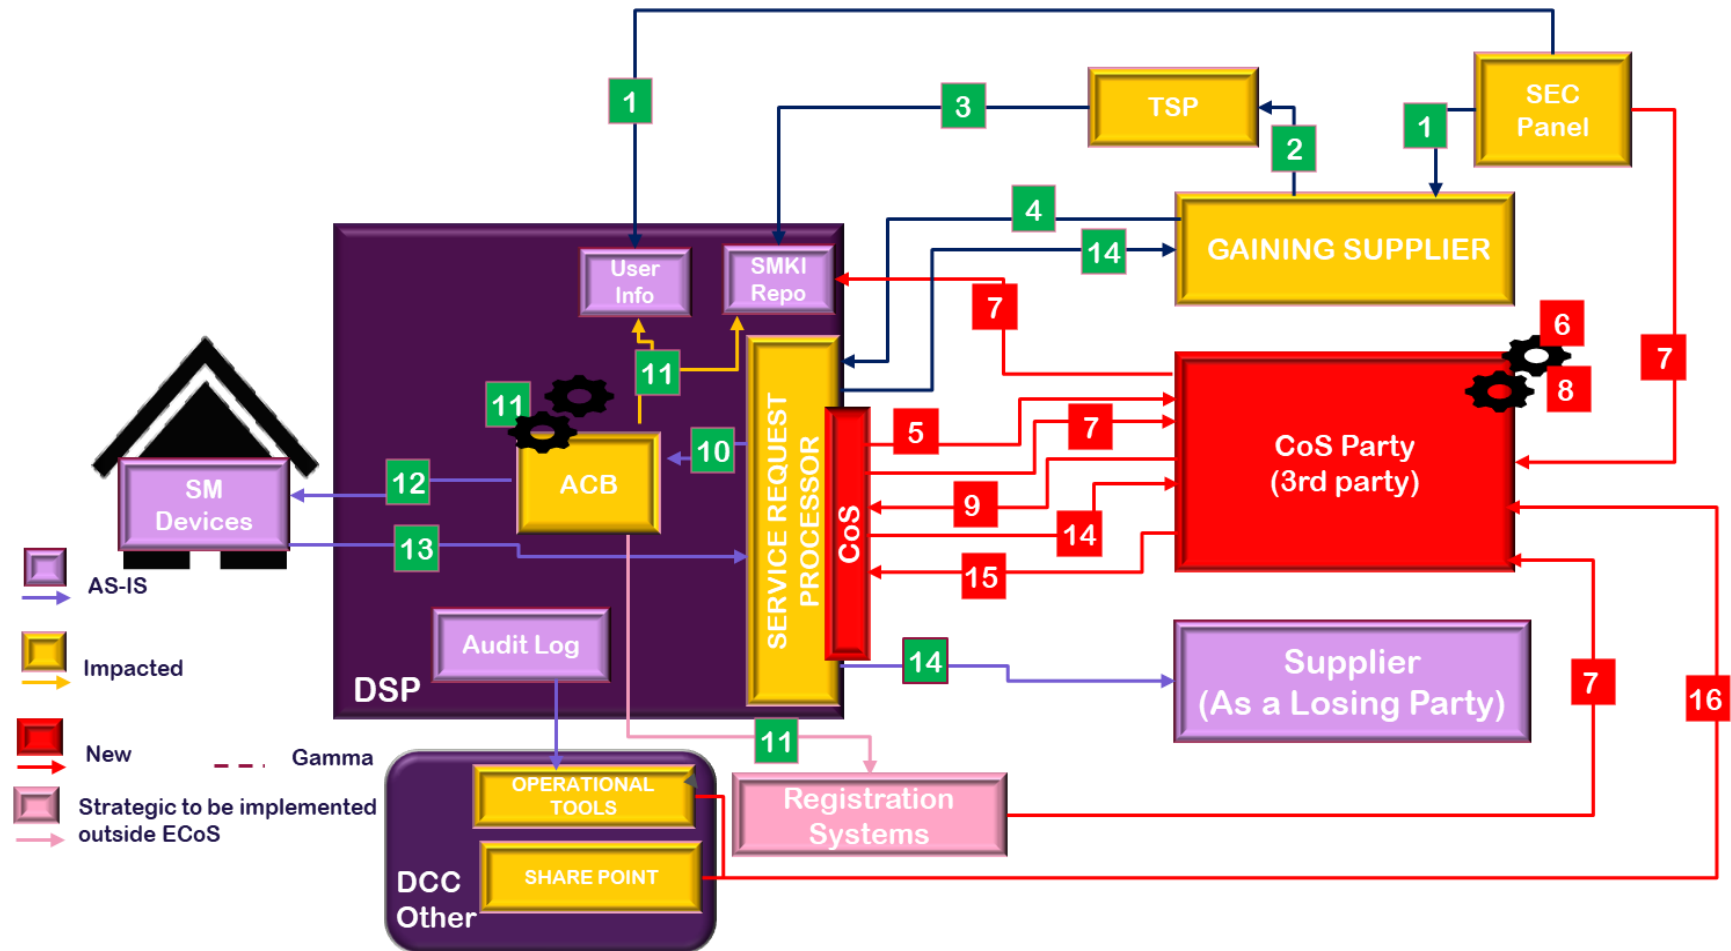 1
3
TSP
SEC
Panel
1
2
4
14
GAINING SUPPLIER
User
Info
SMKI
Repo
7
6
7
8
11
11
SERVICE REQUEST
PROCESSOR
CoS
5
7
CoS Party
(3rd party)
10
ACB
12
9
14
SM
Devices
13
15
AS-IS
Audit Log
DSP
14
Supplier
(As a Losing Party)
7
16
Impacted
New
Gamma
11
Strategic to be implemented
outside ECoS
OPERATIONAL
TOOLS
Registration
Systems
SHARE POINT
DCC
Other